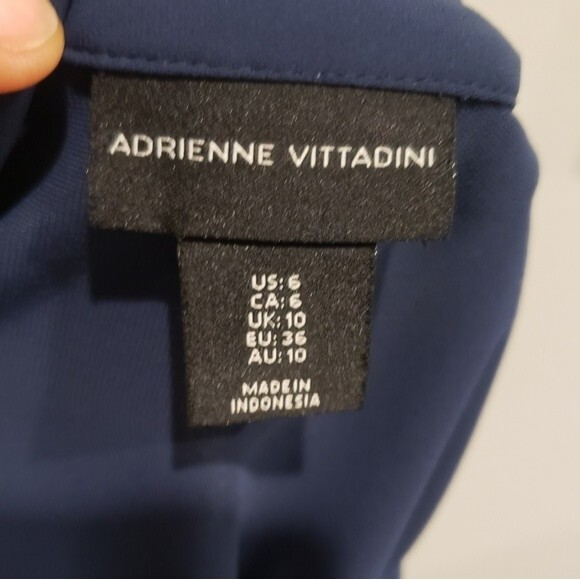 ADRIENNE VITTADINI
US: 6
CA: 6
UK: 10
EU: 36
AU: 10
MADE IN
INDONESIA